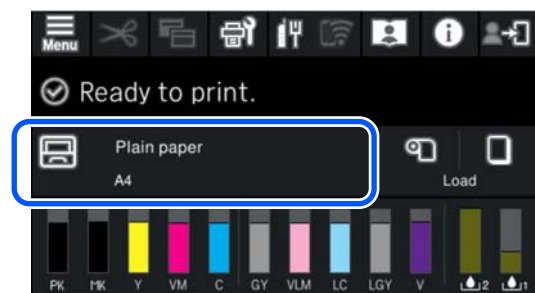 Menu
Ready to print.
Plain paper
A4
Load
PK MK Y VM C GY VLM LC LGY V 2 1